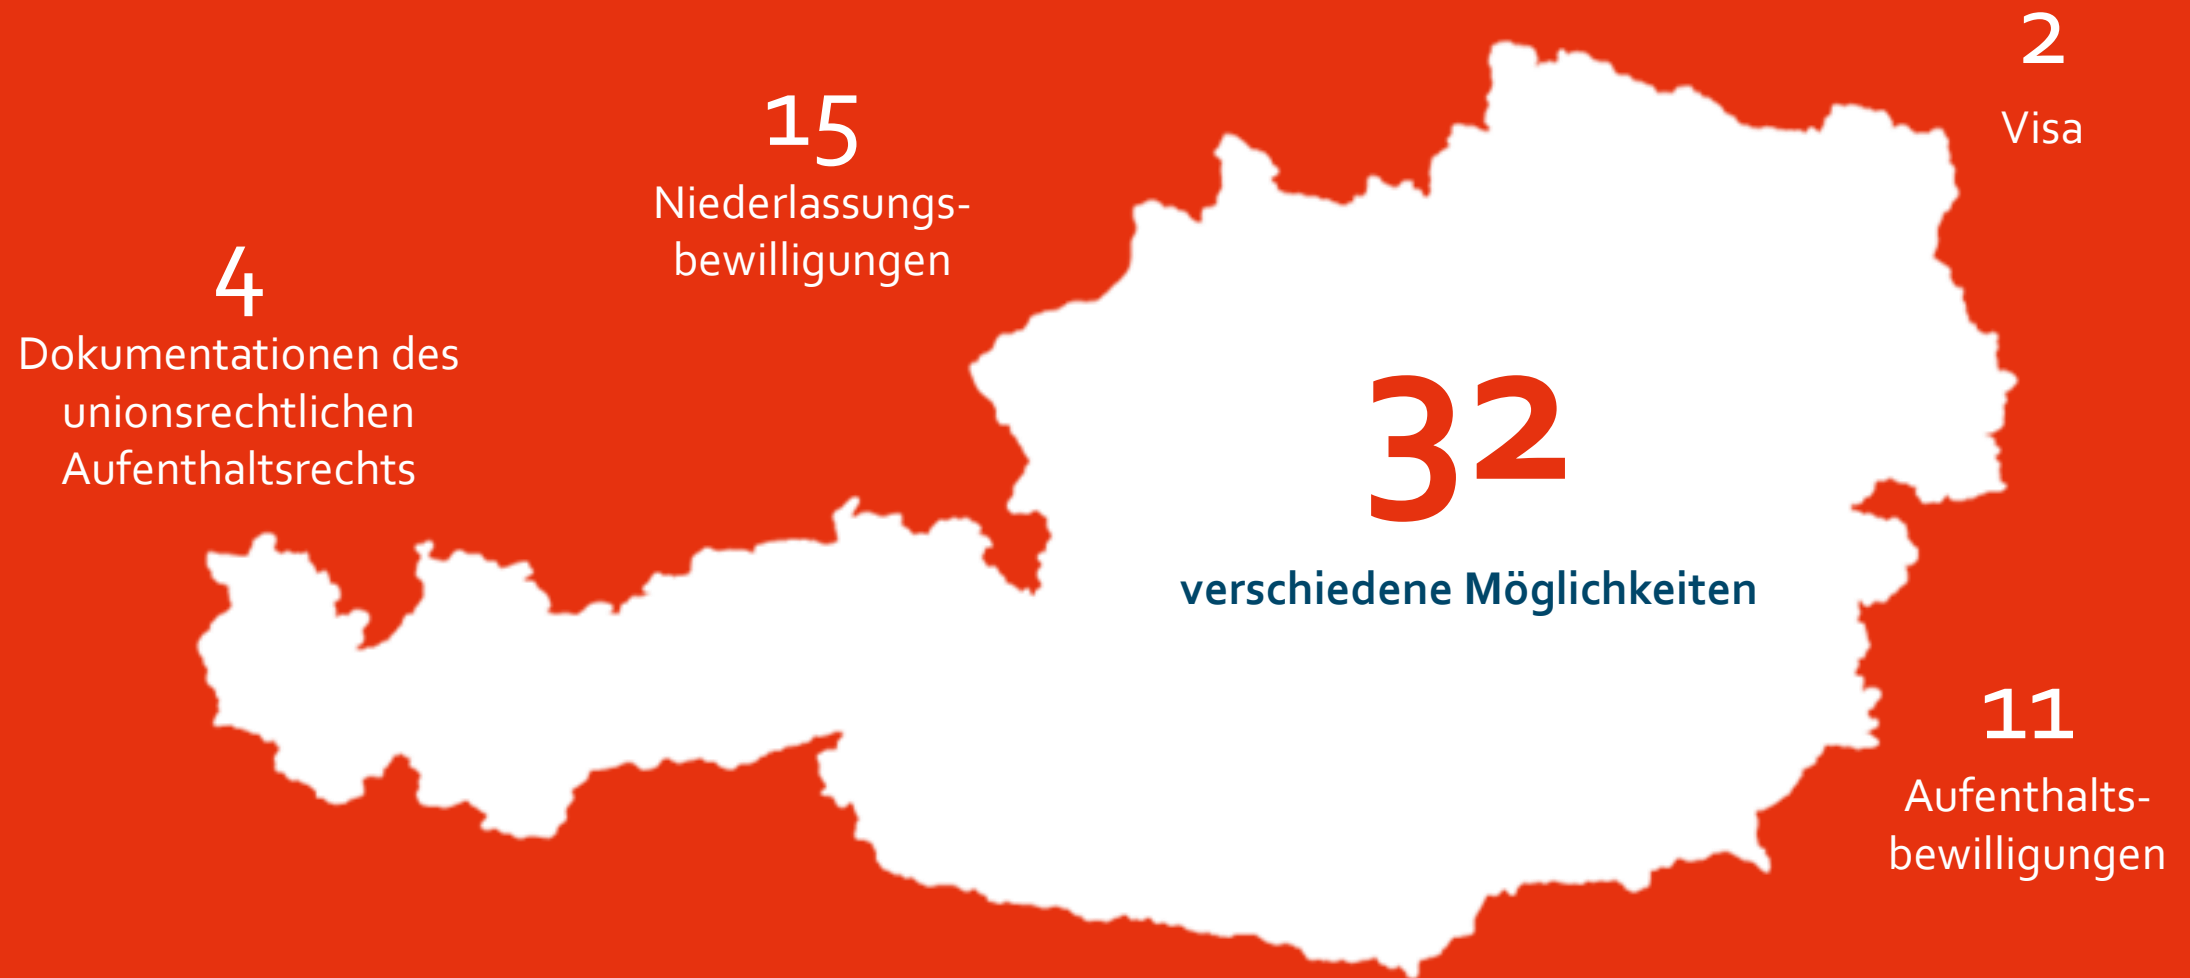 2
Visa
15
Niederlassungs-
bewilligungen
4
Dokumentationen des
unionsrechtlichen
Aufenthaltsrechts
32
verschiedene Möglichkeiten
11
Aufenthalts-
bewilligungen